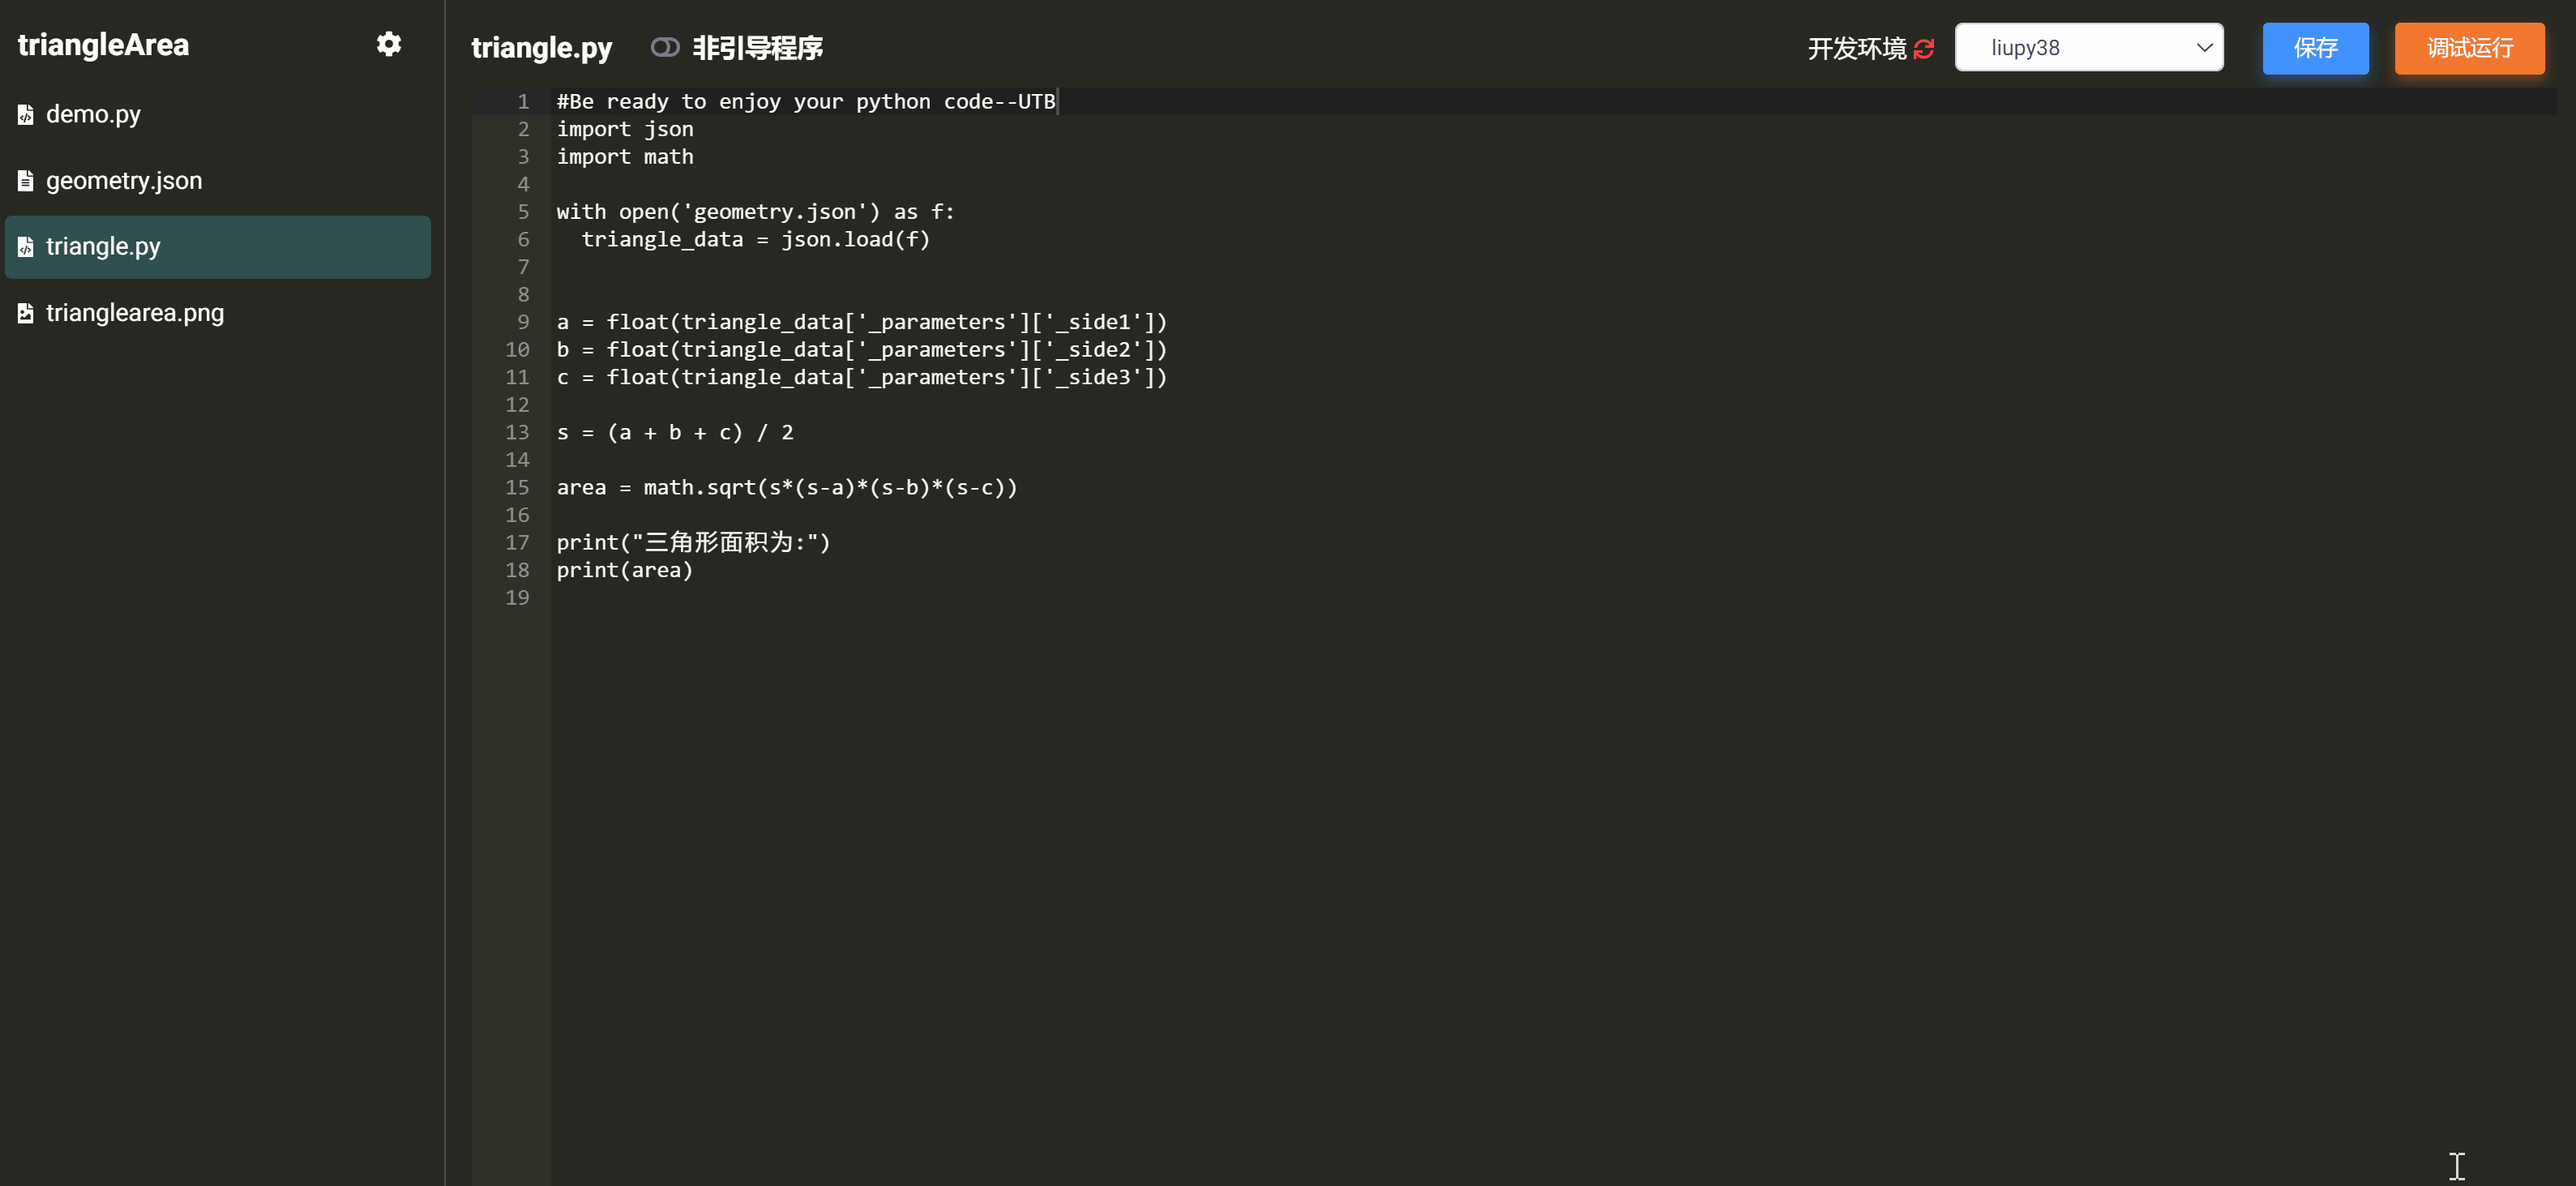 triangleArea
demo.py
geometry.json
triangle.py
trianglearea.png
triangle.py 非引导程序 开发环境 liupy38 保存 调试运行
1 #Be ready to enjoy your python code--UTB
2 import json
3 import math
4
5 with open('geometry.json') as f:
6   triangle_data = json.load(f)
7
8
9 a = float(triangle_data['_parameters']['_side1'])
10 b = float(triangle_data['_parameters']['_side2'])
11 c = float(triangle_data['_parameters']['_side3'])
12
13 s = (a + b + c) / 2
14
15 area = math.sqrt(s*(s-a)*(s-b)*(s-c))
16
17 print("三角形面积为:")
18 print(area)
19